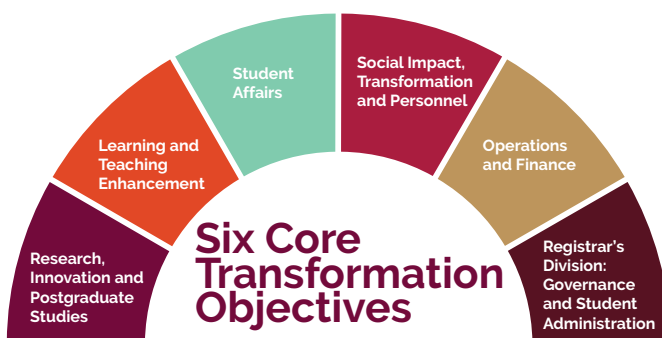 Research,
Innovation and
Postgraduate
Studies
Learning and
Teaching
Enhancement
Student
Affairs
Social Impact,
Transformation
and Personnel
Operations
and Finance
Registrar's
Division:
Governance
and Student
Administration
Six Core
Transformation
Objectives